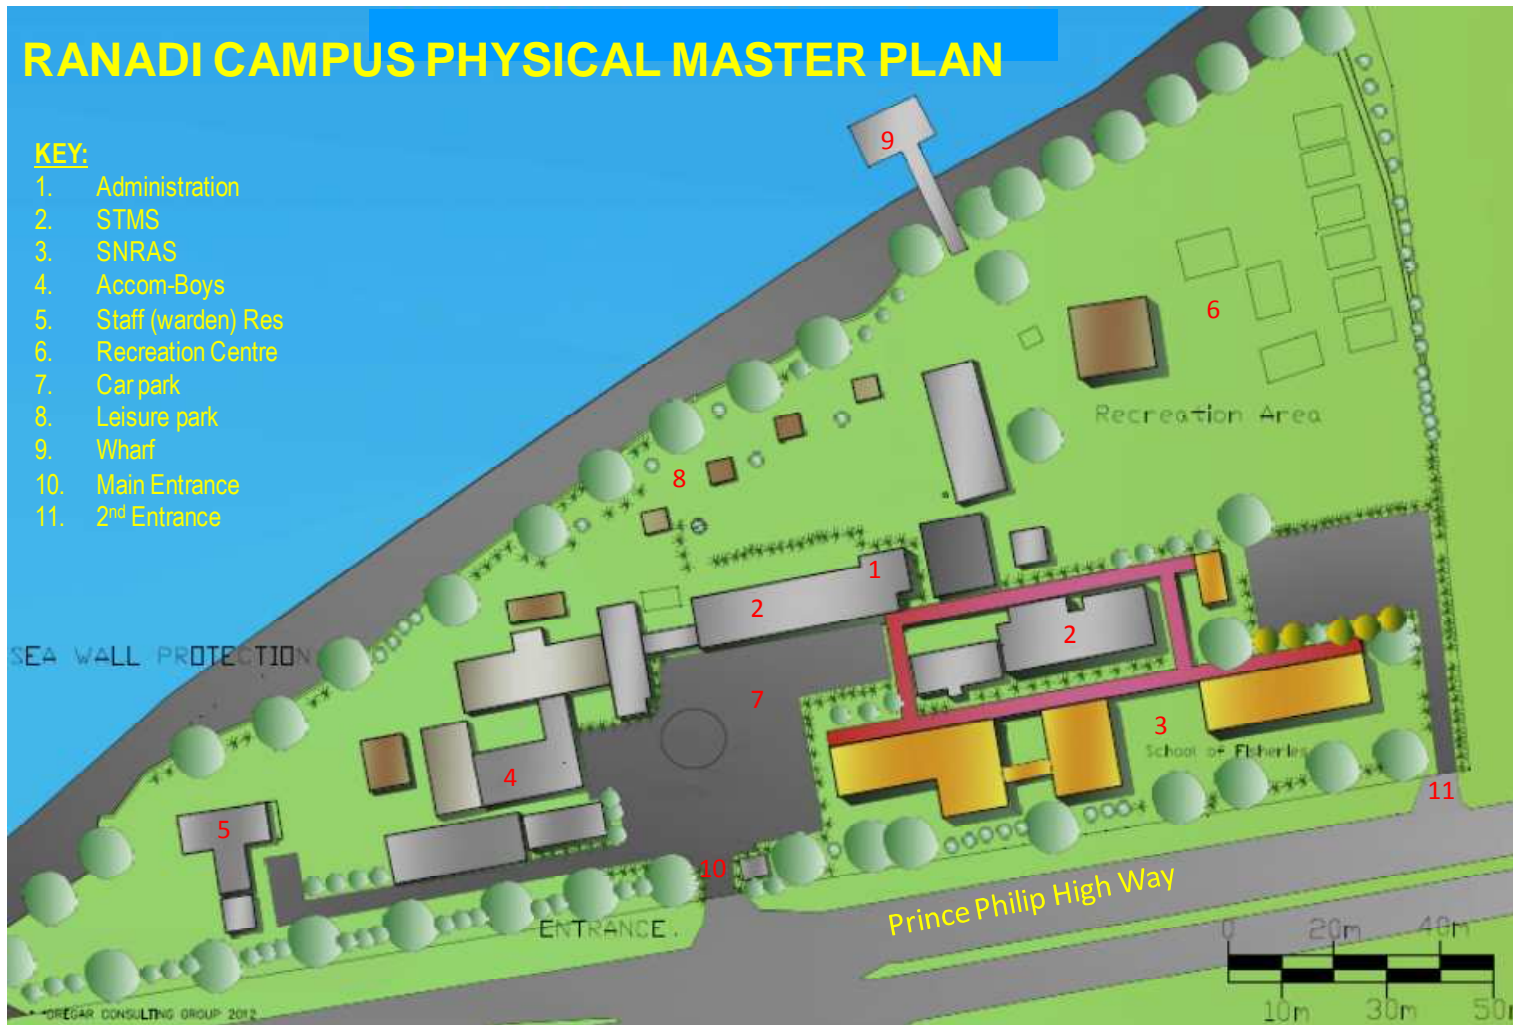 RANADI CAMPUS PHYSICAL MASTER PLAN
KEY:
1. Administration
2. STMS
3. SNRAS
4. Accom-Boys
5. Staff (warden) Res
6. Recreation Centre
7. Car park
8. Leisure park
9. Wharf
10. Main Entrance
11. 2nd Entrance
9
6
Recreation Area
8
1
2
2
SEA WALL PROTECTION
7
3
School of Fisheries
4
11
5
10
Prince Philip High Way
ENTRANCE.
0 20m 40m
10m 30m 50m
GREGAR CONSULTING GROUP 2012